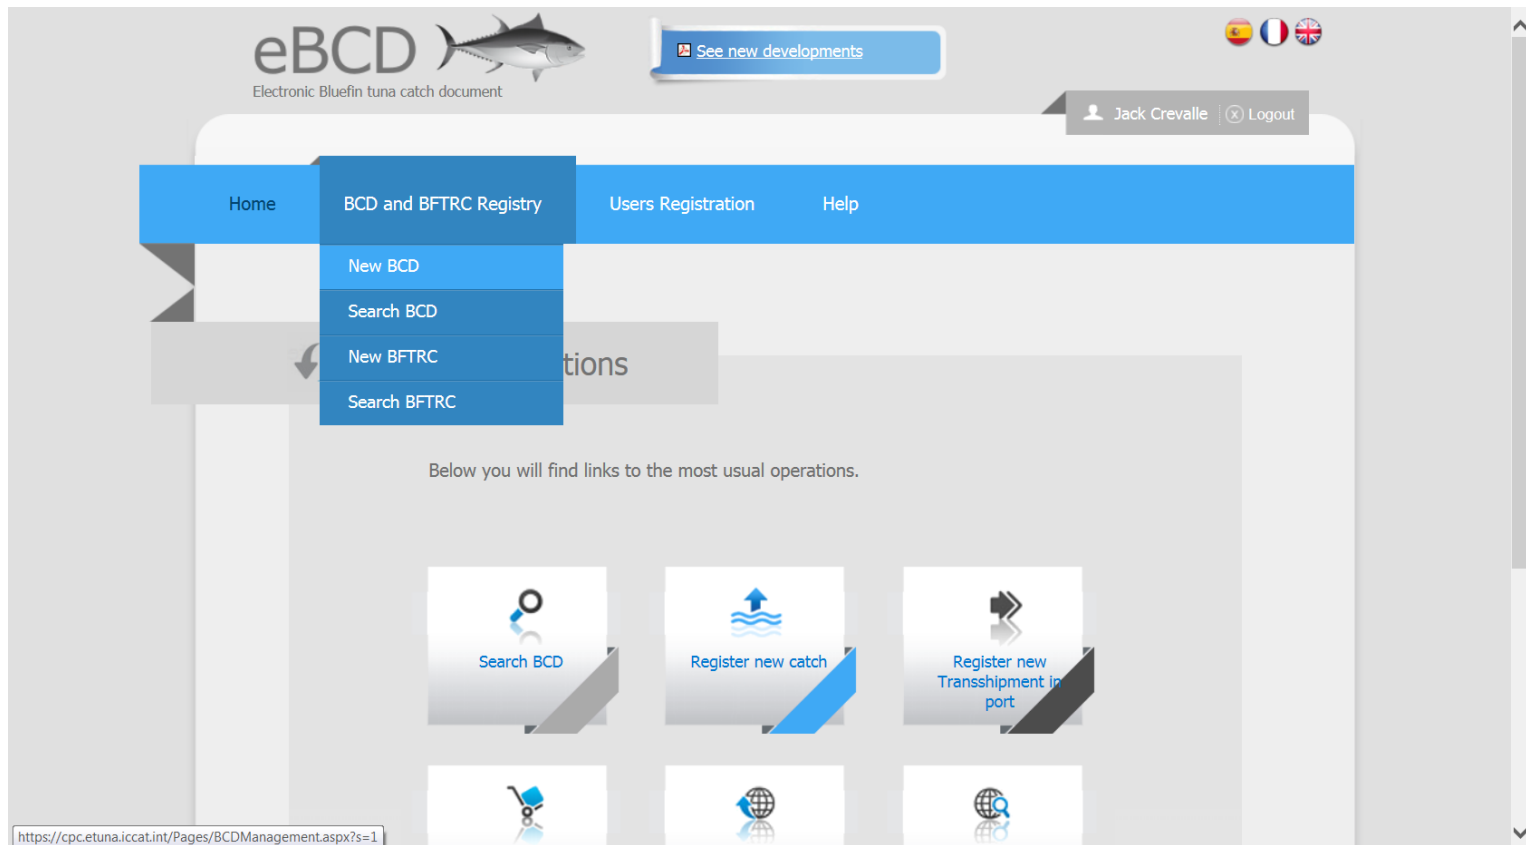 eBCD
Electronic Bluefin tuna catch document
See new developments
Jack Crevalle
x Logout
Home
BCD and BFTRC Registry
Users Registration
Help
New BCD
Search BCD
New BFTRC
Search BFTRC
tions
Below you will find links to the most usual operations.
Search BCD
Register new catch
Register new
Transshipment in
port
https://cpc.etuna.iccat.int/Pages/BCDManagement.aspx?s=1